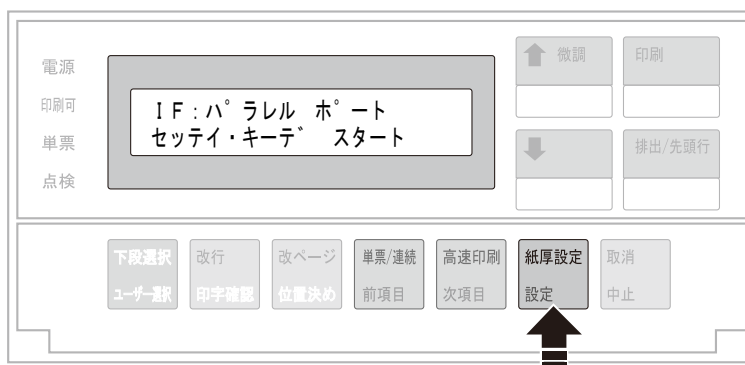 電源
印刷可
単票
点検
IF:パラレル ポート
セッテイ・キーデ スタート
微調
印刷
排出/先頭行
下段選択
ユーザー選択
改行
印字確認
改ページ
位置決め
単票/連続
前項目
高速印刷
次項目
紙厚設定
設定
取消
中止